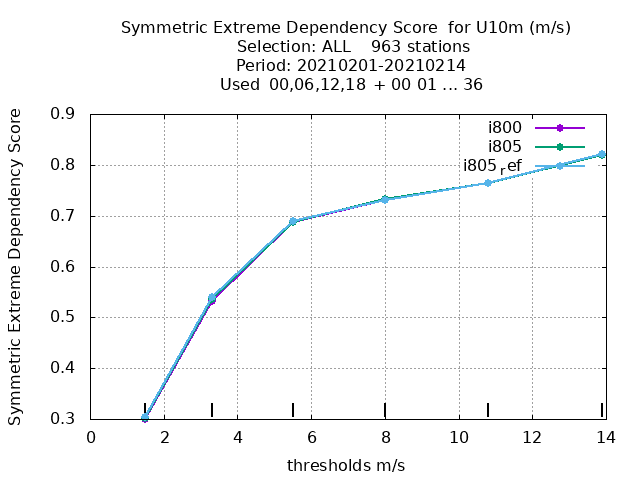 Symmetric Extreme Dependency Score  for U10m (m/s)
Selection: ALL    963 stations
Period: 20210201-20210214
Used  00,06,12,18  + 00 01 ... 36
Symmetric Extreme Dependency Score
0.9
0.8
0.7
0.6
0.5
0.4
0.3
i800
i805
i805ref
0 2 4 6 8 10 12 14
thresholds m/s